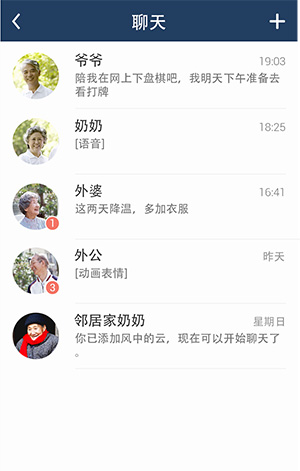 聊天
爷爷 19:03
陪我在网上下盘棋吧，我明天下午准备去
看打牌
奶奶 18:25
[语音]
外婆 16:41
这两天降温，多加衣服
1
外公 昨天
[动画表情]
3
邻居家奶奶 星期日
你已添加风中的云，现在可以开始聊天了
。